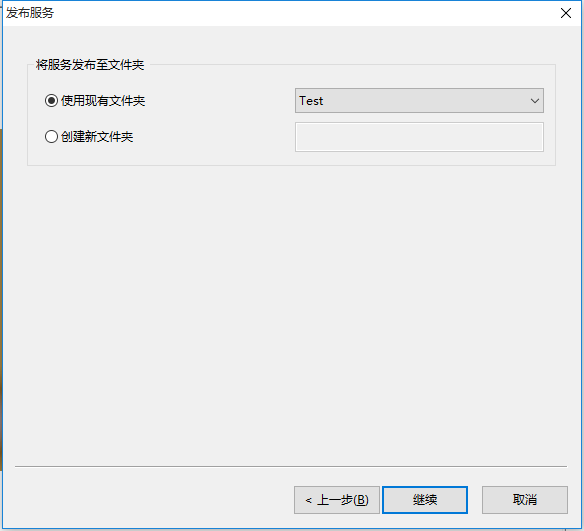 发布服务
将服务发布至文件夹
使用现有文件夹
Test
创建新文件夹
< 上一步(B)
继续
取消